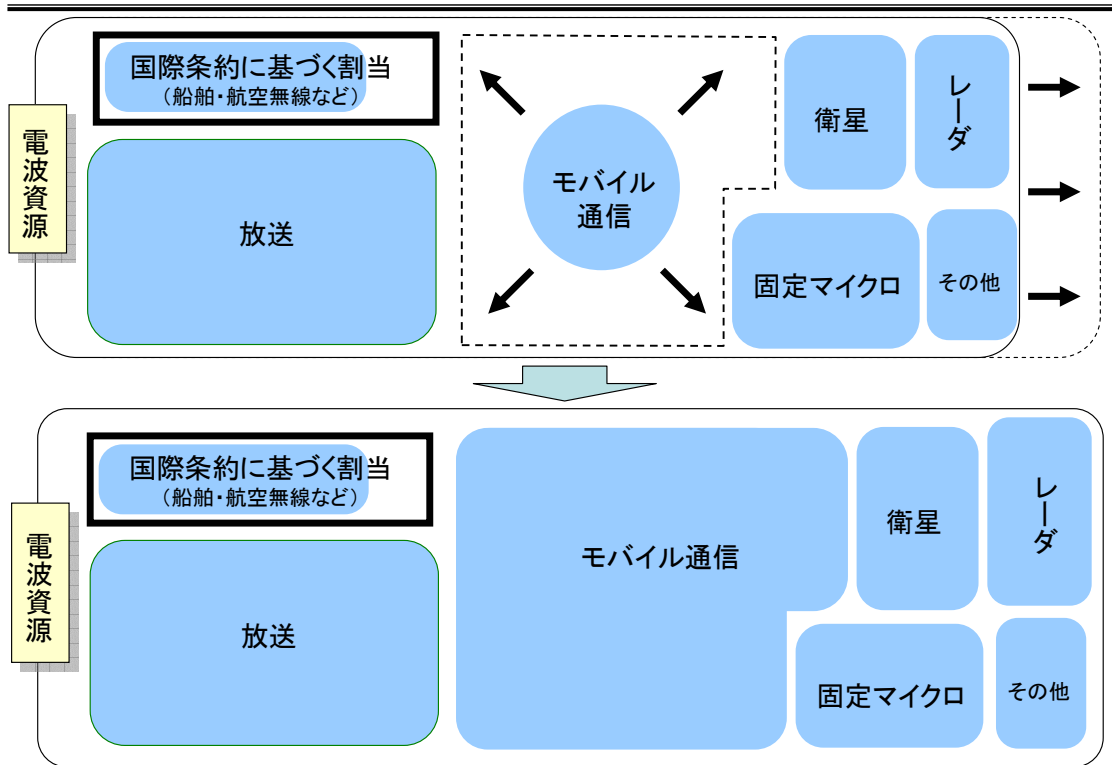 電波資源
国際条約に基づく割当
（船舶・航空無線など）
放送
モバイル
通信
衛星
レーダ
固定マイクロ
その他
電波資源
国際条約に基づく割当
（船舶・航空無線など）
放送
モバイル通信
衛星
レーダ
固定マイクロ
その他